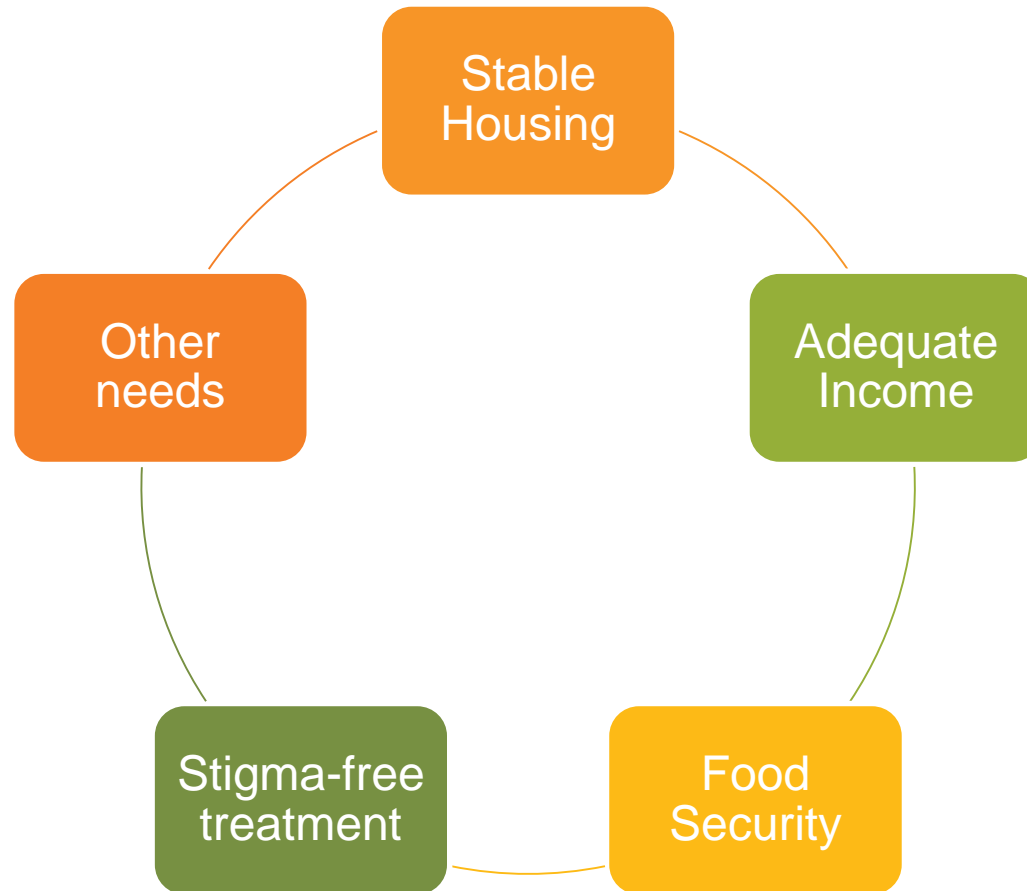 Stable
Housing
Adequate
Income
Food
Security
Stigma-free
treatment
Other
needs